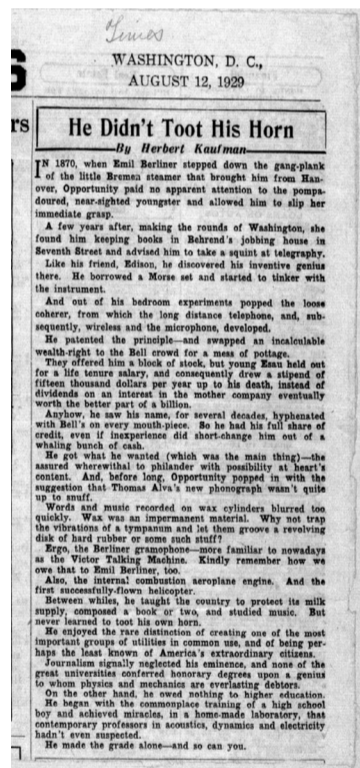 Times
WASHINGTON, D. C.,
AUGUST 12, 1929
S
rs
He Didn't Toot His Horn
By Herbert Kaufman
IN 1870, when Emil Berliner stepped down the gang-plank
of the little Bremen steamer that brought him from Han-
over, Opportunity paid no apparent attention to the pompa-
doured, near-sighted youngster and allowed him to slip her
immediate grasp.
A few years after, making the rounds of Washington, she
found him keeping books in Behrend's jobbing house in
Seventh Street and advised him to take a squint at telegraphy.
Like his friend, Edison, he discovered his inventive genius
there. He borrowed a Morse set and started to tinker with
the instrument.
And out of his bedroom experiments popped the loose
coherer, from which the long distance telephone, and, sub-
sequently, wireless and the microphone, developed.
He patented the principle—and swapped an incalculable
wealth-right to the Bell crowd for a mess of pottage.
They offered him a block of stock, but young Esau held out
for a life tenure salary, and consequently drew a stipend of
fifteen thousand dollars per year up to his death, instead of
dividends on an interest in the mother company eventually
worth the better part of a billion.
Anyhow, he saw his name, for several decades, hyphenated
with Bell's on every mouth-piece. So he had his full share of
credit, even if inexperience did short-change him out of a
whaling bunch of cash.
He got what he wanted (which was the main thing)—the
assured wherewithal to philander with possibility at heart's
content. And, before long, Opportunity popped in with the
suggestion that Thomas Alva's new phonograph wasn't quite
up to snuff.
Words and music recorded on wax cylinders blurred too
quickly. Wax was an impermanent material. Why not trap
the vibrations of a tympanum and let them groove a revolving
disk of hard rubber or some such stuff?
Ergo, the Berliner gramophone—more familiar to nowadays
as the Victor Talking Machine. Kindly remember how we
owe that to Emil Berliner, too.
Also, the internal combustion aeroplane engine. And the
first successfully-flown helicopter.
Between whiles, he taught the country to protect its milk
supply, composed a book or two, and studied music. But
never learned to toot his own horn.
He enjoyed the rare distinction of creating one of the most
important groups of utilities in common use, and of being per-
haps the least known of America's extraordinary citizens.
Journalism signally neglected his eminence, and none of the
great universities conferred honorary degrees upon a genius
to whom physics and mechanics are everlasting debtors.
On the other hand, he owed nothing to higher education.
He began with the commonplace training of a high school
boy and achieved miracles, in a home-made laboratory, that
contemporary professors in acoustics, dynamics and electricity
hadn't even suspected.
He made the grade alone—and so can you.